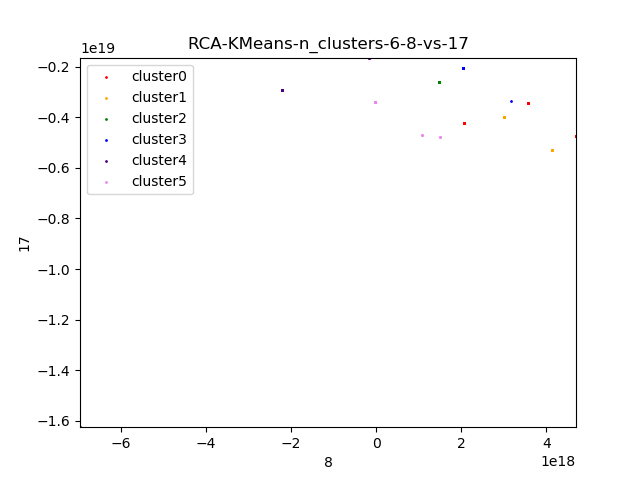 RCA-KMeans-n_clusters-6-8-vs-17
1e19
cluster0
cluster1
cluster2
cluster3
cluster4
cluster5
−0.2
−0.4
−0.6
−0.8
−1.0
−1.2
−1.4
−1.6
17
−6
−4
−2
0
2
4
8
1e18